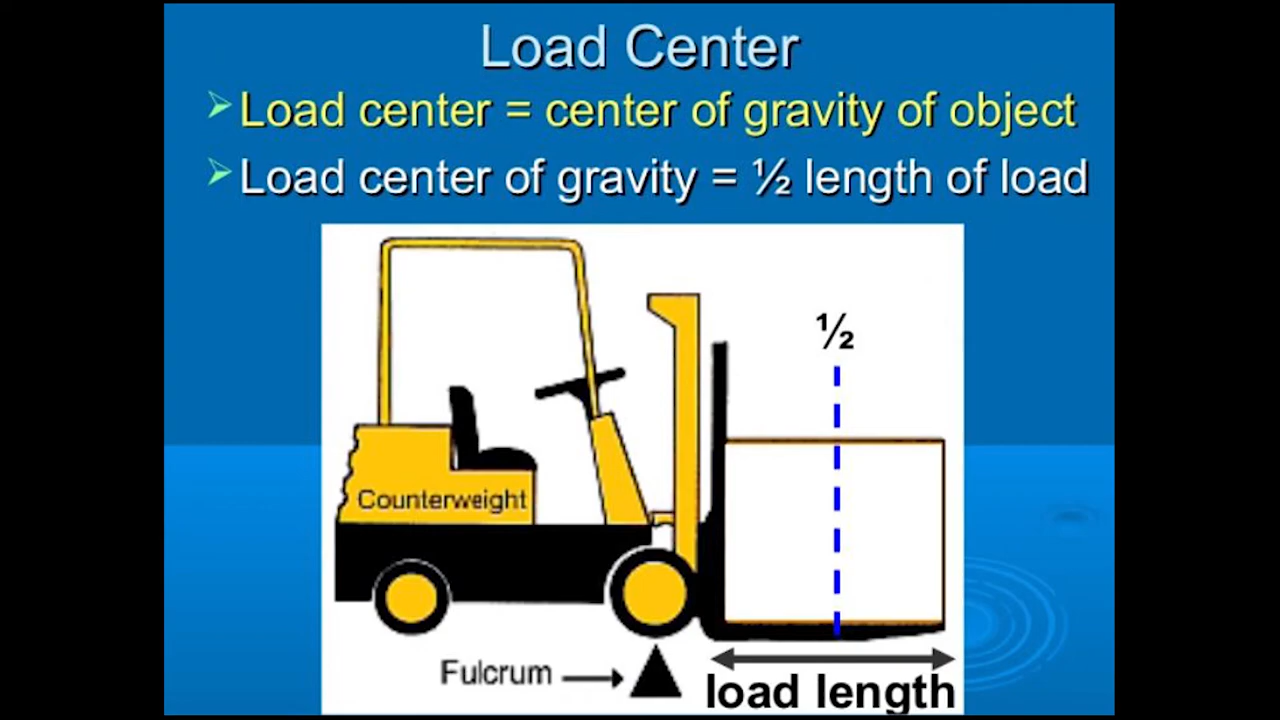 Load Center
Load center = center of gravity of object
Load center of gravity = ½ length of load
½
Counterweight
Fulcrum
load length